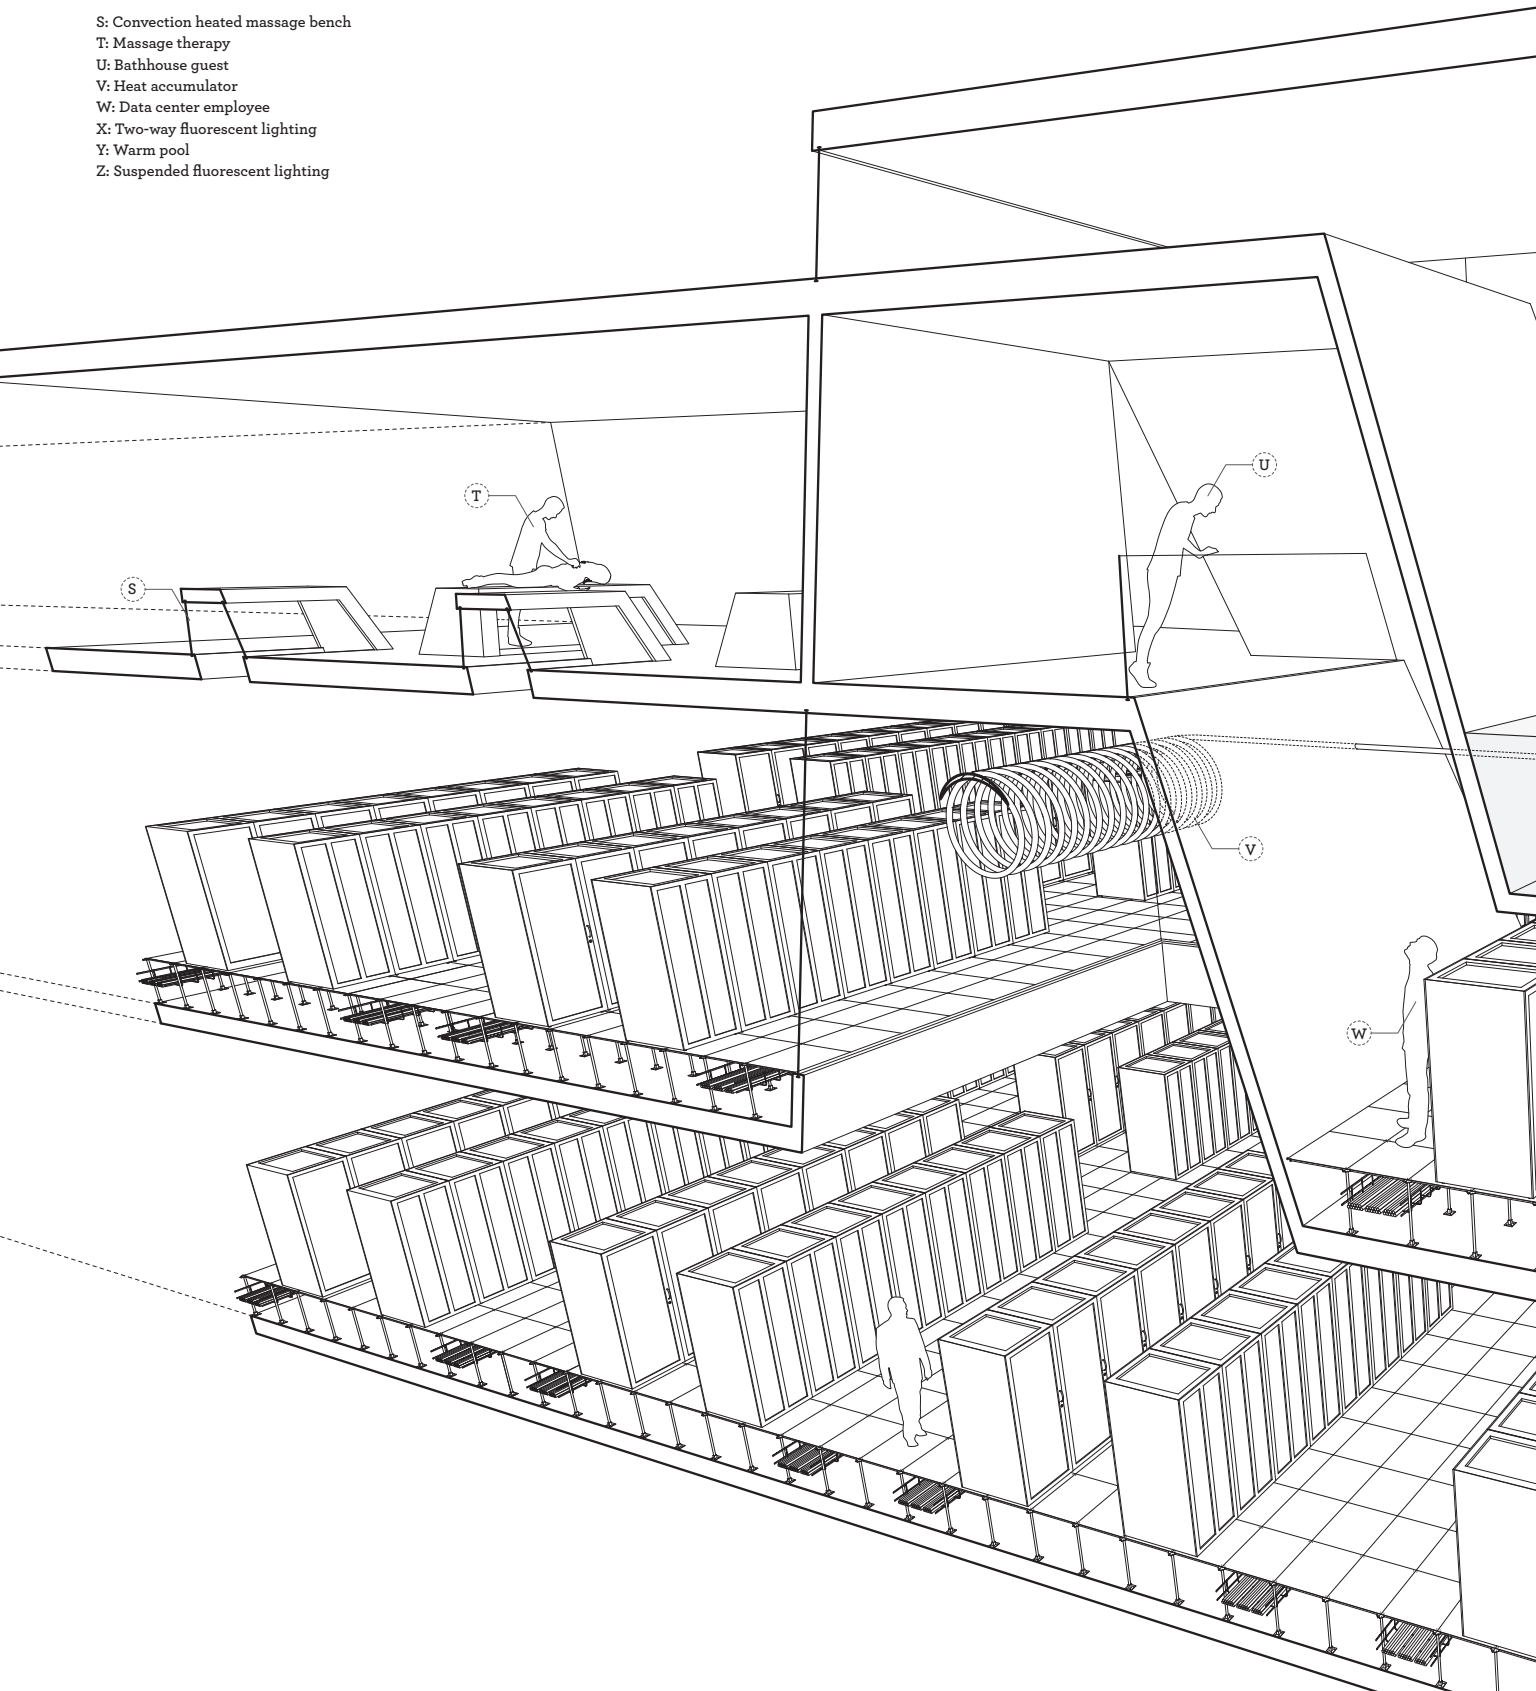 S: Convection heated massage bench
T: Massage therapy
U: Bathhouse guest
V: Heat accumulator
W: Data center employee
X: Two-way fluorescent lighting
Y: Warm pool
Z: Suspended fluorescent lighting
U
T
S
V
W